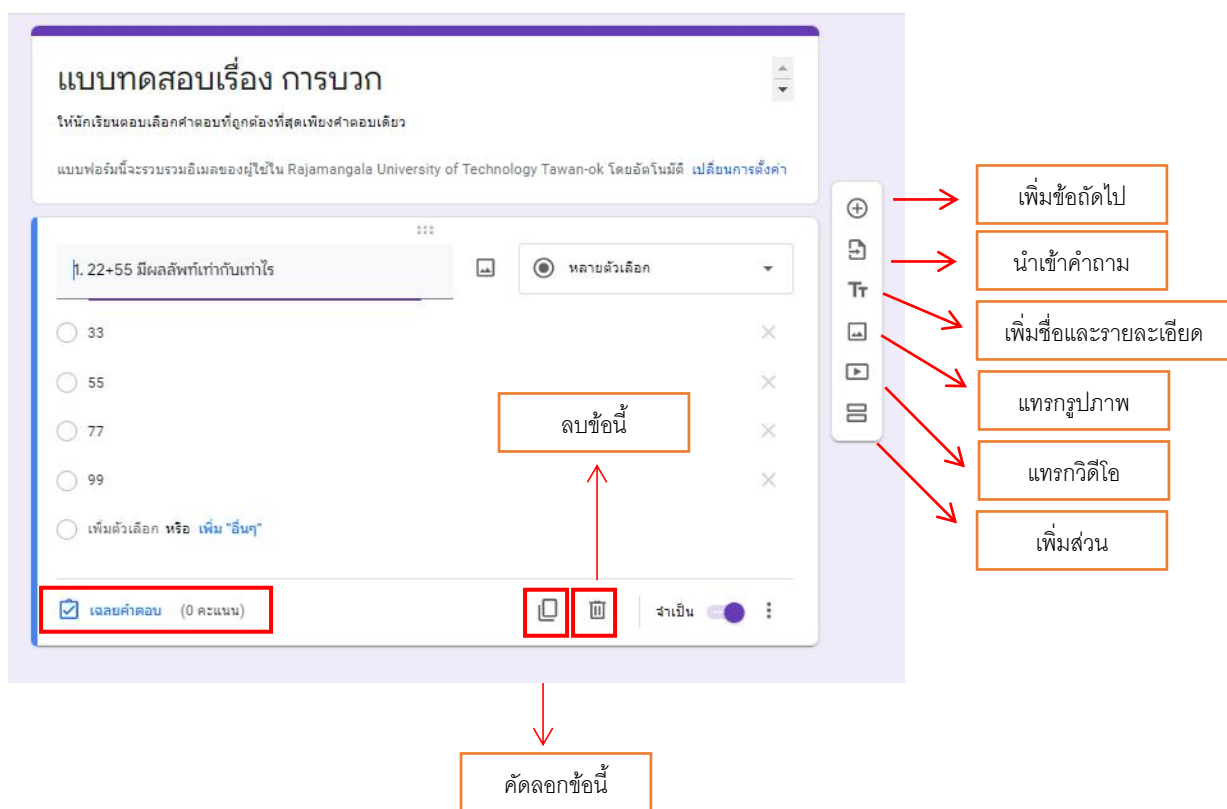 แบบทดสอบเรื่อง การบวก
ให้นักเรียนตอบเลือกคำตอบที่ถูกต้องที่สุดเพียงคำตอบเดียว
แบบฟอร์มนี้จะรวบรวมอีเมลของผู้ใช้ใน Rajamangala University of Technology Tawan-ok โดยอัตโนมัติ เปลี่ยนการตั้งค่า
1. 22+55 มีผลลัพท์เท่ากับเท่าไร
หลายตัวเลือก
33
55
77
99
เพิ่มตัวเลือก หรือ เพิ่ม "อื่นๆ"
เฉลยคำตอบ (0 คะแนน)
จำเป็น
ลบข้อนี้
คัดลอกข้อนี้
Tт
เพิ่มข้อถัดไป
นำเข้าคำถาม
เพิ่มชื่อและรายละเอียด
แทรกรูปภาพ
แทรกวิดีโอ
เพิ่มส่วน